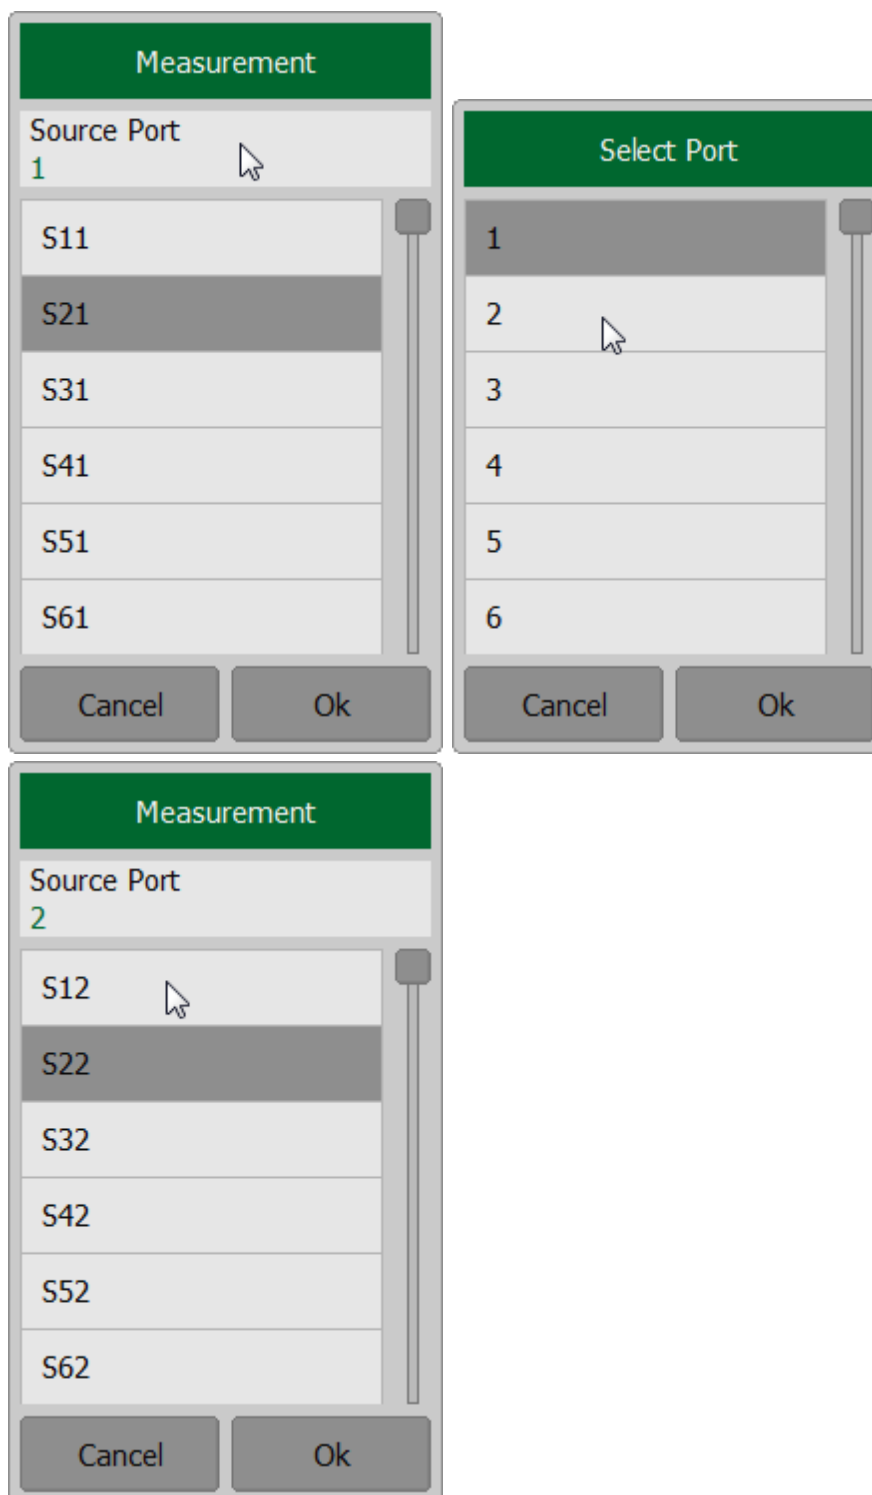 Measurement
Source Port
1
S11
S21
S31
S41
S51
S61
Cancel Ok
Select Port
1
2
3
4
5
6
Cancel Ok
Measurement
Source Port
2
S12
S22
S32
S42
S52
S62
Cancel Ok